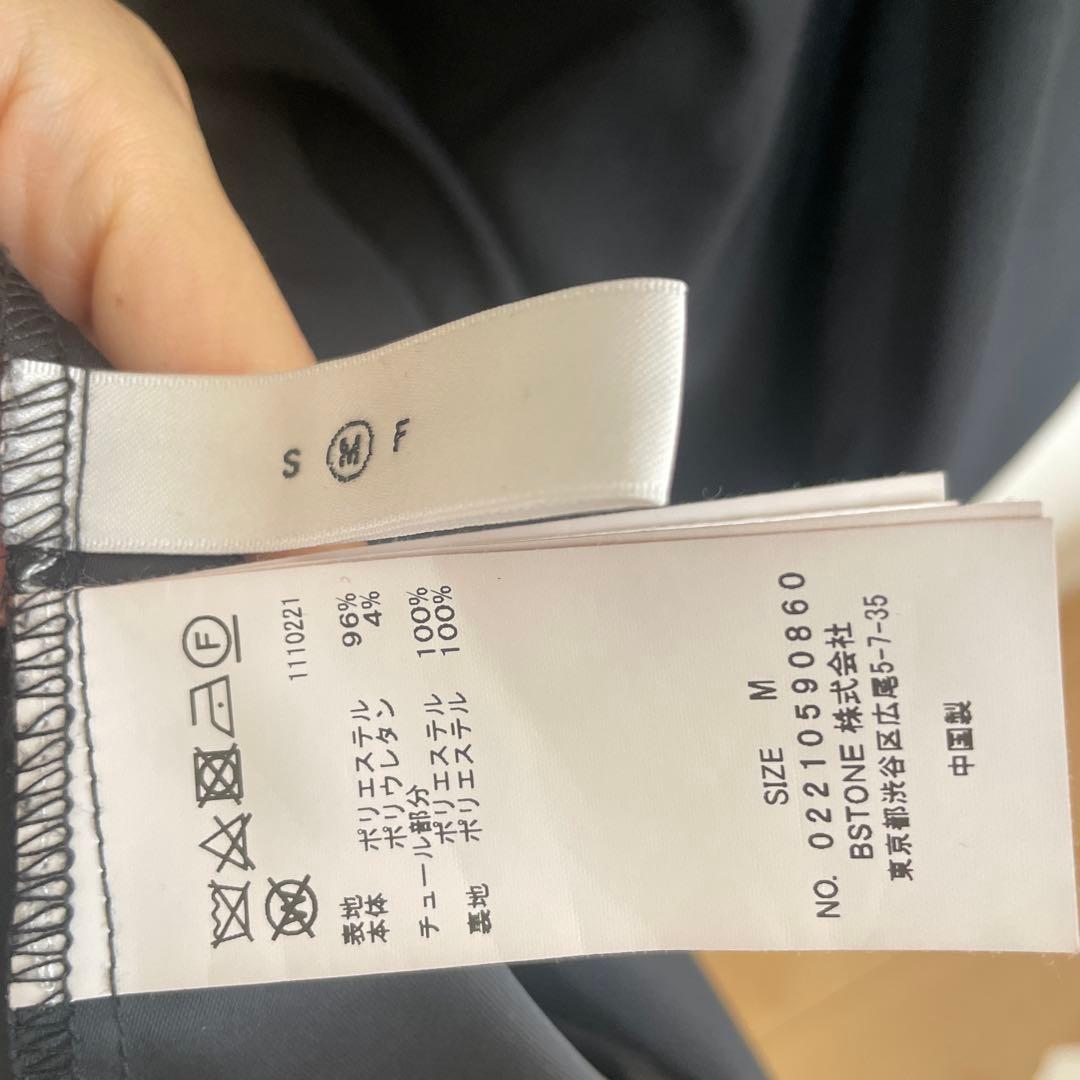 S F
1110221
表地
本体 ポリエステル 96%
ポリウレタン 4%
チュール部分
ポリエステル 100%
裏地 ポリエステル 100%
SIZE M
NO. 02210590860
BSTONE 株式会社
東京都渋谷区広尾5-7-35
中国製
F
W